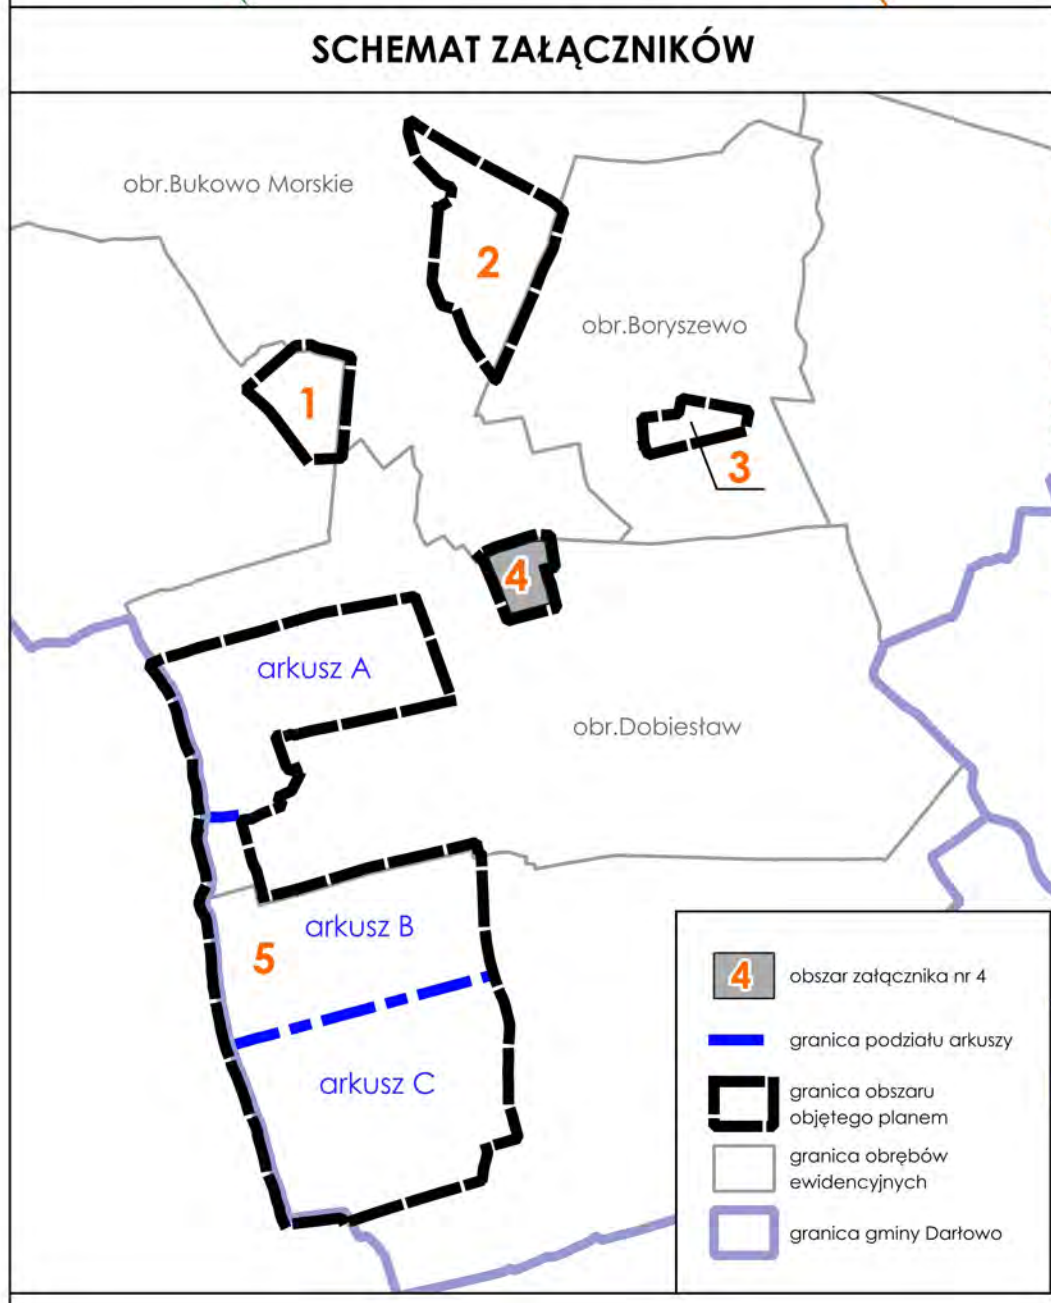 SCHEMAT ZAŁĄCZNIKÓW
obr.Bukowo Morskie
2
obr.Boryszewo
1
3
4
arkusz A
obr.Dobiesław
arkusz B
5
arkusz C
4 obszar załącznika nr 4
granica podziału arkuszy
granica obszaru
objętego planem
granica obrębów
ewidencyjnych
granica gminy Darłowo